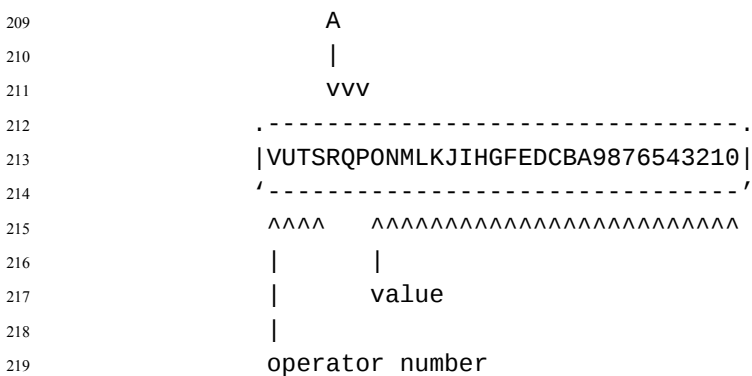 209                   A
210                   |
211                   vvv
212              .--------------------------------.
213              |VUTSRQPONMLKJIHGFEDCBA9876543210|
214              ‘--------------------------------’
215               ^^^^   ^^^^^^^^^^^^^^^^^^^^^^^^^
216               |      |
217               |      value
218               |
219               operator number